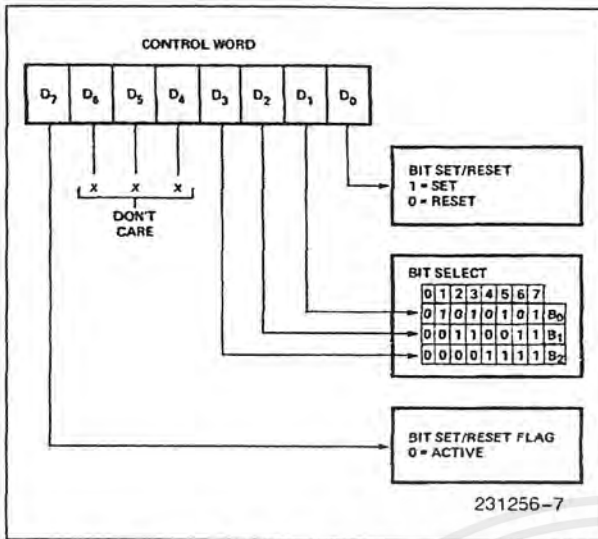 CONTROL WORD
D7 D6 D5 D4 D3 D2 D1 D0
x x x
DON'T
CARE
BIT SET/RESET
1 = SET
0 = RESET
BIT SELECT
0 1 2 3 4 5 6 7
0 1 0 1 0 1 0 1 B0
0 0 1 1 0 0 1 1 B1
0 0 0 0 1 1 1 1 B2
BIT SET/RESET FLAG
0 = ACTIVE
231256-7